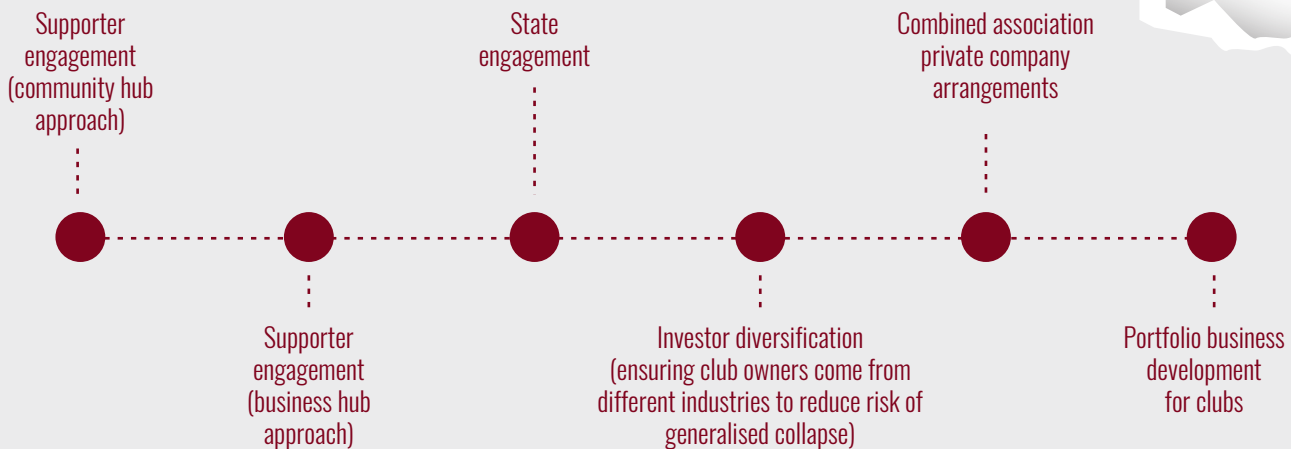 Supporter
engagement
(community hub
approach)
Supporter
engagement
(business hub
approach)
State
engagement
Investor diversification
(ensuring club owners come from
different industries to reduce risk of
generalised collapse)
Combined association
private company
arrangements
Portfolio business
development
for clubs